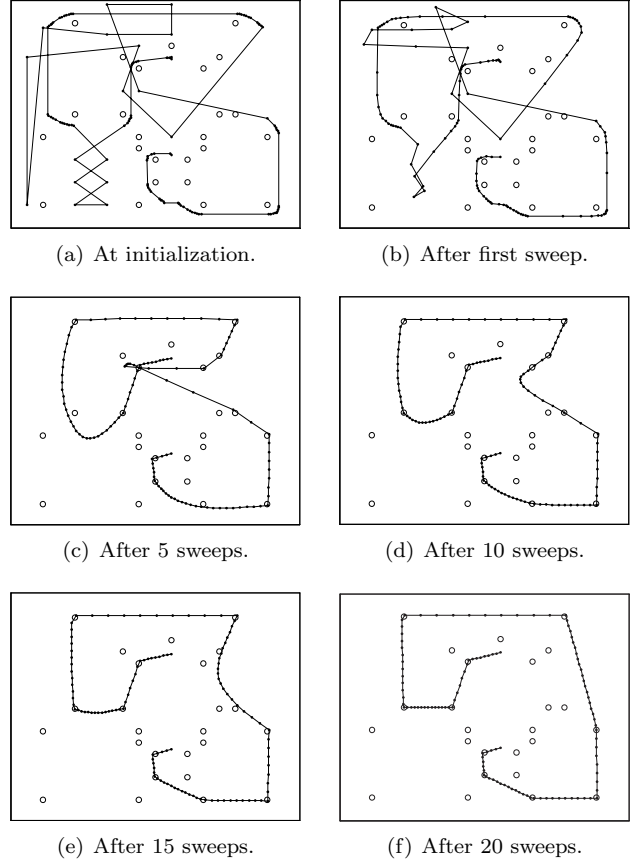 (a) At initialization.
(b) After first sweep.
(c) After 5 sweeps.
(d) After 10 sweeps.
(e) After 15 sweeps.
(f) After 20 sweeps.